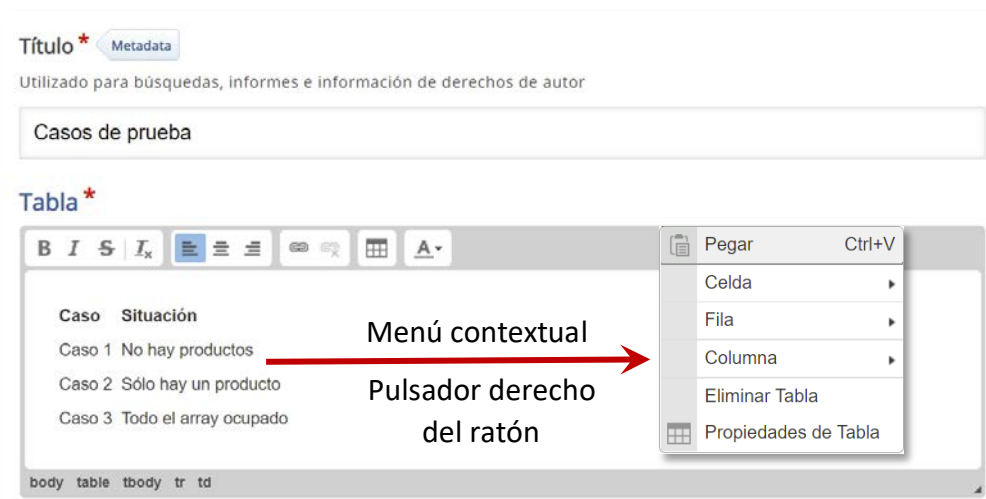 Título * Metadata
Utilizado para búsquedas, informes e información de derechos de autor
Casos de prueba
Tabla *
B I S Ix A
Caso Situación
Caso 1 No hay productos
Caso 2 Sólo hay un producto
Caso 3 Todo el array ocupado
body table tbody tr td
Menú contextual
Pulsador derecho
del ratón
Pegar Ctrl+V
Celda
Fila
Columna
Eliminar Tabla
Propiedades de Tabla